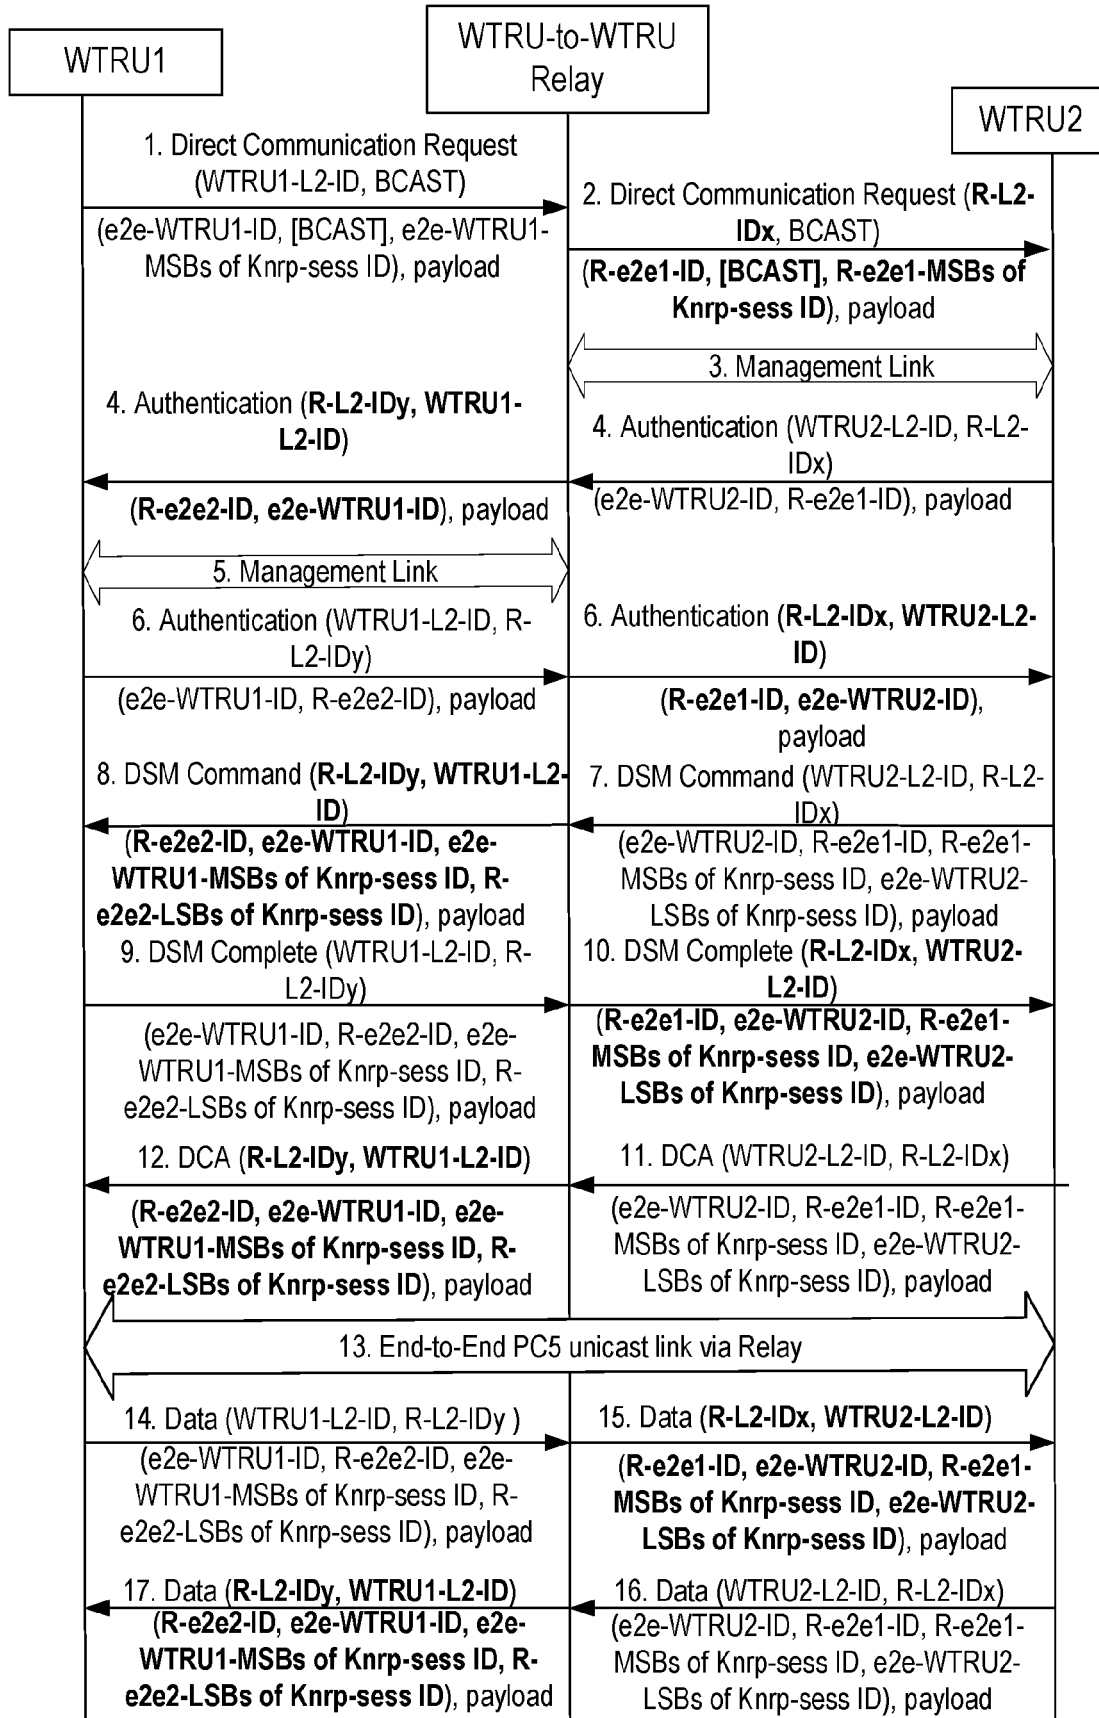 WTRU1
WTRU-to-WTRU
Relay
WTRU2
1. Direct Communication Request
(WTRU1-L2-ID, BCAST)
(e2e-WTRU1-ID, [BCAST], e2e-WTRU1-
MSBs of Knrp-sess ID), payload
2. Direct Communication Request (R-L2-
IDx, BCAST)
(R-e2e1-ID, [BCAST], R-e2e1-MSBs of
Knrp-sess ID), payload
3. Management Link
4. Authentication (R-L2-IDy, WTRU1-
L2-ID)
(R-e2e2-ID, e2e-WTRU1-ID), payload
4. Authentication (WTRU2-L2-ID, R-L2-
IDx)
(e2e-WTRU2-ID, R-e2e1-ID), payload
5. Management Link
6. Authentication (WTRU1-L2-ID, R-
L2-IDy)
(e2e-WTRU1-ID, R-e2e2-ID), payload
6. Authentication (R-L2-IDx, WTRU2-L2-
ID)
(R-e2e1-ID, e2e-WTRU2-ID),
payload
8. DSM Command (R-L2-IDy, WTRU1-L2-
ID)
(R-e2e2-ID, e2e-WTRU1-ID, e2e-
WTRU1-MSBs of Knrp-sess ID, R-
e2e2-LSBs of Knrp-sess ID), payload
7. DSM Command (WTRU2-L2-ID, R-L2-
IDx)
(e2e-WTRU2-ID, R-e2e1-ID, R-e2e1-
MSBs of Knrp-sess ID, e2e-WTRU2-
LSBs of Knrp-sess ID), payload
9. DSM Complete (WTRU1-L2-ID, R-
L2-IDy)
(e2e-WTRU1-ID, R-e2e2-ID, e2e-
WTRU1-MSBs of Knrp-sess ID, R-
e2e2-LSBs of Knrp-sess ID), payload
10. DSM Complete (R-L2-IDx, WTRU2-
L2-ID)
(R-e2e1-ID, e2e-WTRU2-ID, R-e2e1-
MSBs of Knrp-sess ID, e2e-WTRU2-
LSBs of Knrp-sess ID), payload
12. DCA (R-L2-IDy, WTRU1-L2-ID)
(R-e2e2-ID, e2e-WTRU1-ID, e2e-
WTRU1-MSBs of Knrp-sess ID, R-
e2e2-LSBs of Knrp-sess ID), payload
11. DCA (WTRU2-L2-ID, R-L2-IDx)
(e2e-WTRU2-ID, R-e2e1-ID, R-e2e1-
MSBs of Knrp-sess ID, e2e-WTRU2-
LSBs of Knrp-sess ID), payload
13. End-to-End PC5 unicast link via Relay
14. Data (WTRU1-L2-ID, R-L2-IDy )
(e2e-WTRU1-ID, R-e2e2-ID, e2e-
WTRU1-MSBs of Knrp-sess ID, R-
e2e2-LSBs of Knrp-sess ID), payload
15. Data (R-L2-IDx, WTRU2-L2-ID)
(R-e2e1-ID, e2e-WTRU2-ID, R-e2e1-
MSBs of Knrp-sess ID, e2e-WTRU2-
LSBs of Knrp-sess ID), payload
17. Data (R-L2-IDy, WTRU1-L2-ID)
(R-e2e2-ID, e2e-WTRU1-ID, e2e-
WTRU1-MSBs of Knrp-sess ID, R-
e2e2-LSBs of Knrp-sess ID), payload
16. Data (WTRU2-L2-ID, R-L2-IDx)
(e2e-WTRU2-ID, R-e2e1-ID, R-e2e1-
MSBs of Knrp-sess ID, e2e-WTRU2-
LSBs of Knrp-sess ID), payload